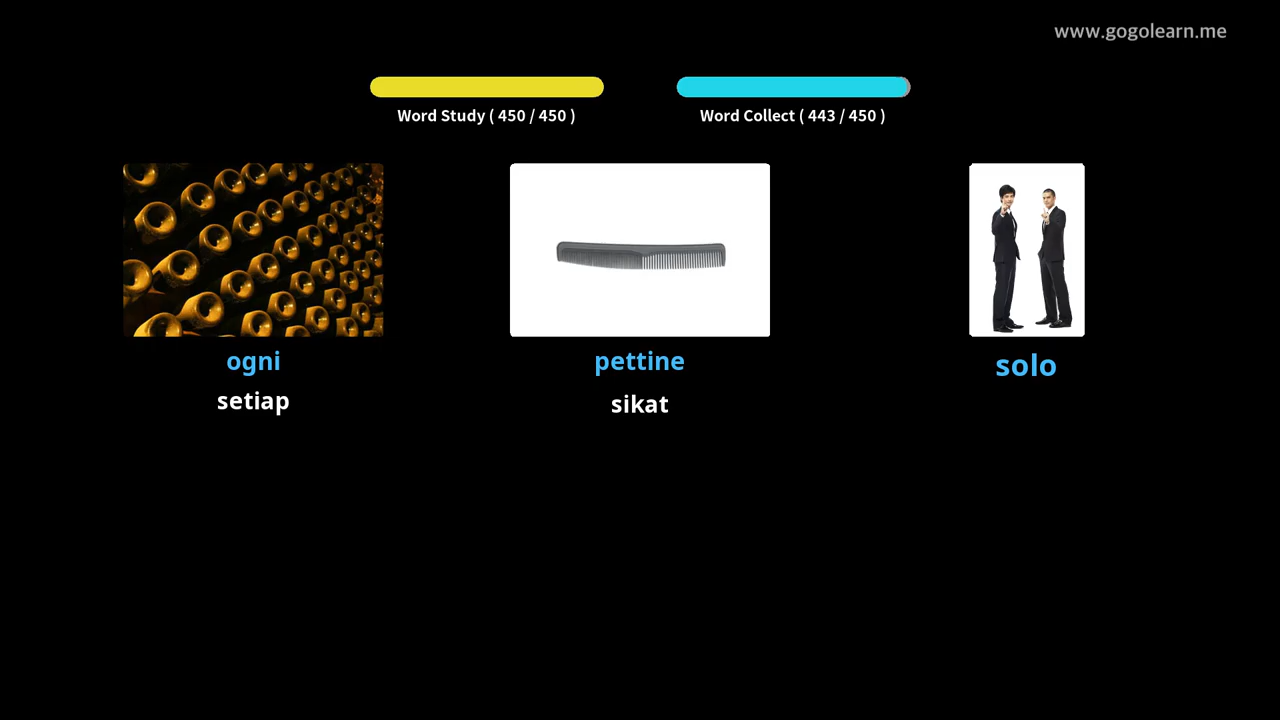 www.gogolearn.me
Word Study ( 450 / 450 )
Word Collect ( 443 / 450 )
ogni
setiap
pettine
sikat
solo